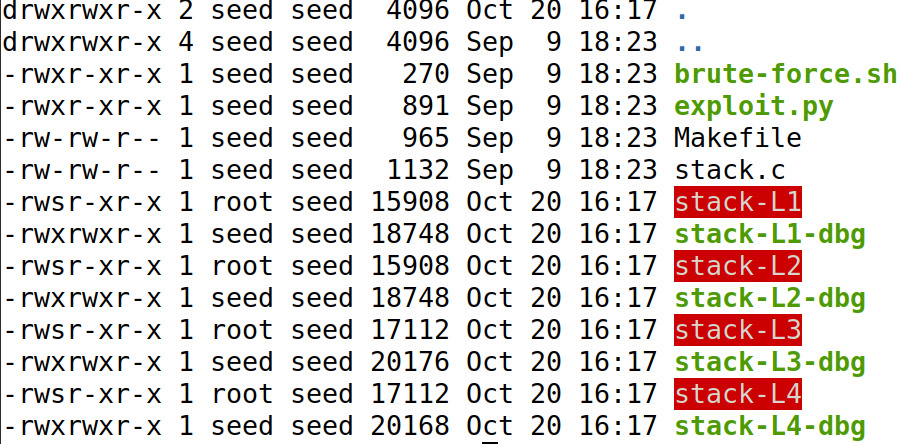 drwxrwxr-x 2 seed seed  4096 Oct 20 16:17 .
drwxrwxr-x 4 seed seed  4096 Sep  9 18:23 ..
-rwxr-xr-x 1 seed seed   270 Sep  9 18:23 brute-force.sh
-rwxr-xr-x 1 seed seed   891 Sep  9 18:23 exploit.py
-rw-rw-r-- 1 seed seed   965 Sep  9 18:23 Makefile
-rw-rw-r-- 1 seed seed  1132 Sep  9 18:23 stack.c
-rwsr-xr-x 1 root seed 15908 Oct 20 16:17 stack-L1
-rwxrwxr-x 1 seed seed 18748 Oct 20 16:17 stack-L1-dbg
-rwsr-xr-x 1 root seed 15908 Oct 20 16:17 stack-L2
-rwxrwxr-x 1 seed seed 18748 Oct 20 16:17 stack-L2-dbg
-rwsr-xr-x 1 root seed 17112 Oct 20 16:17 stack-L3
-rwxrwxr-x 1 seed seed 20176 Oct 20 16:17 stack-L3-dbg
-rwsr-xr-x 1 root seed 17112 Oct 20 16:17 stack-L4
-rwxrwxr-x 1 seed seed 20168 Oct 20 16:17 stack-L4-dbg